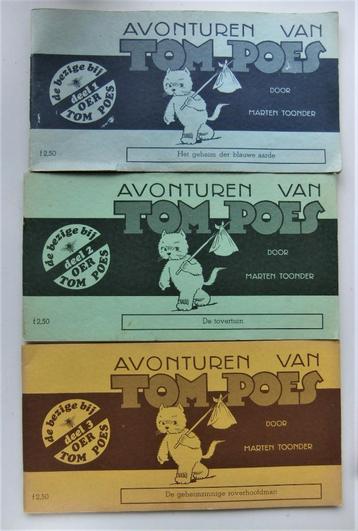 AVONTUREN VAN
TOM POES
de bezige bij
deel 1
OER
TOM POES
DOOR
MARTEN TOONDER
f 2,50
Het geheim der blauwe aarde
AVONTUREN VAN
TOM POES
de bezige bij
deel 2
OER
TOM POES
DOOR
MARTEN TOONDER
f 2,50
De tovertuin
AVONTUREN VAN
TOM POES
de bezige bij
deel 3
OER
TOM POES
DOOR
MARTEN TOONDER
f 2,50
De geheimzinnige roverhoofdman